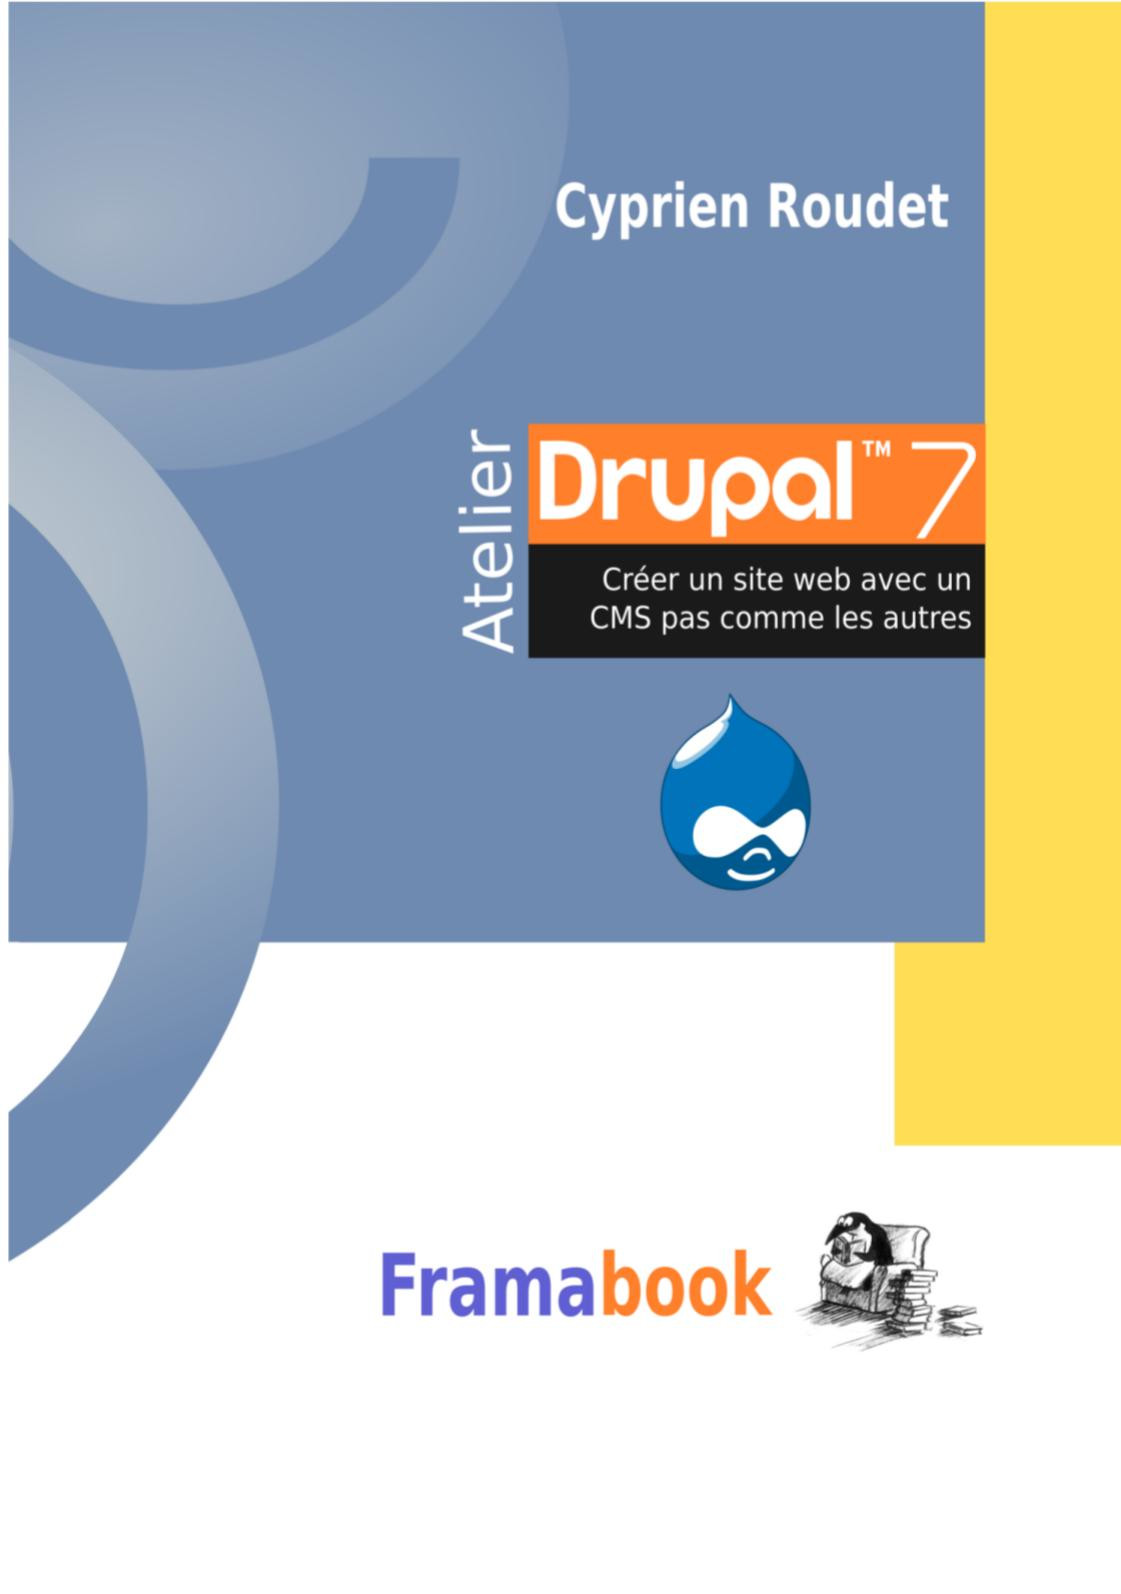 Cyprien Roudet
Atelier
Drupal™ 7
Créer un site web avec un
CMS pas comme les autres
Framabook